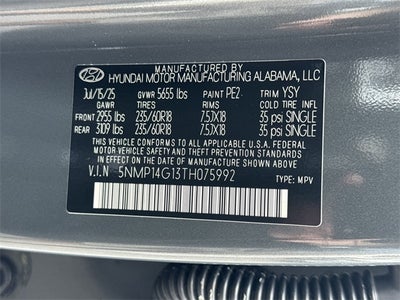 MANUFACTURED BY
HYUNDAI MOTOR MANUFACTURING ALABAMA, LLC
Jul/15/25 GVWR 5655 lbs PAINT PE2 TRIM YSY
GAWR TIRES RIMS COLD TIRE INFL
FRONT 2955 lbs 235/60R18 7.5JX18 35 psi SINGLE
REAR 3109 lbs 235/60R18 7.5JX18 35 psi SINGLE
THIS VEHICLE CONFORMS TO ALL APPLICABLE U.S.A. FEDERAL
MOTOR VEHICLE SAFETY AND THEFT PREVENTION STANDARDS
IN EFFECT ON THE DATE OF MANUFACTURE SHOWN ABOVE.
V.I.N 5NMP14G13TH075992 TYPE: MPV